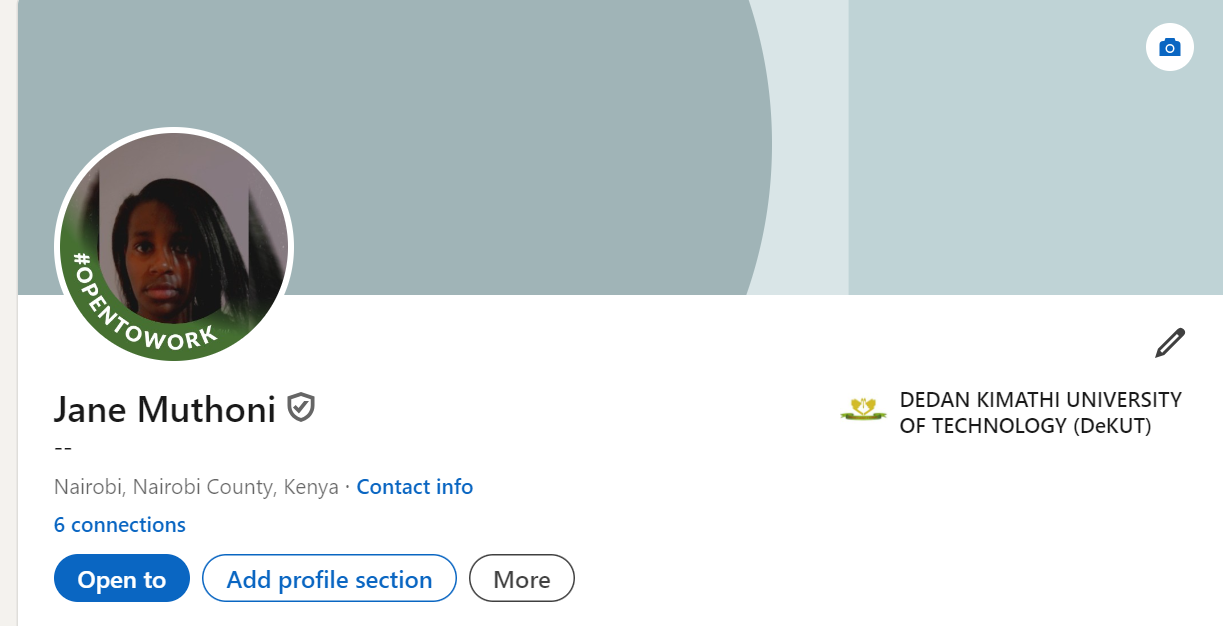 #OPENTOWORK
Jane Muthoni
--
Nairobi, Nairobi County, Kenya · Contact info
6 connections
Open to
Add profile section
More
DEDAN KIMATHI UNIVERSITY
OF TECHNOLOGY (DeKUT)